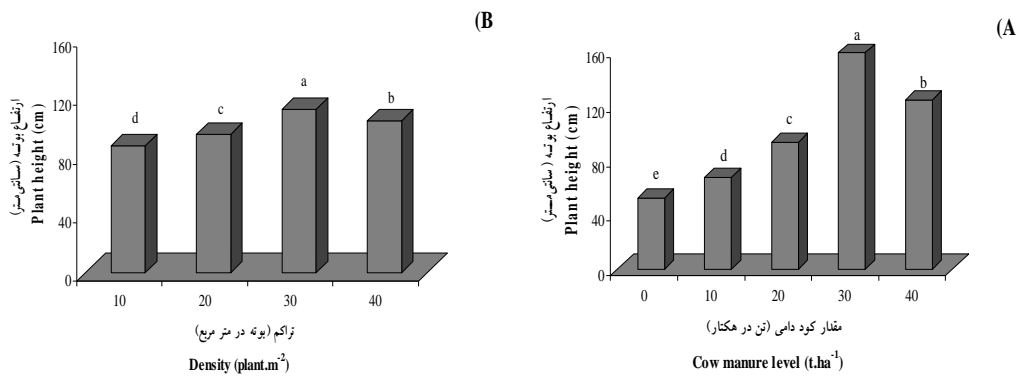 (B
ارتفاع بوته (سانتی‌متر)
Plant height (cm)
160
120
80
40
0
d
c
a
b
10 20 30 40
تراکم (بوته در متر مربع)
Density (plant.m-2)
(A
ارتفاع بوته (سانتی‌متر)
Plant height (cm)
160
120
80
40
0
e
d
c
a
b
0 10 20 30 40
مقدار کود دامی (تن در هکتار)
Cow manure level (t.ha-1)